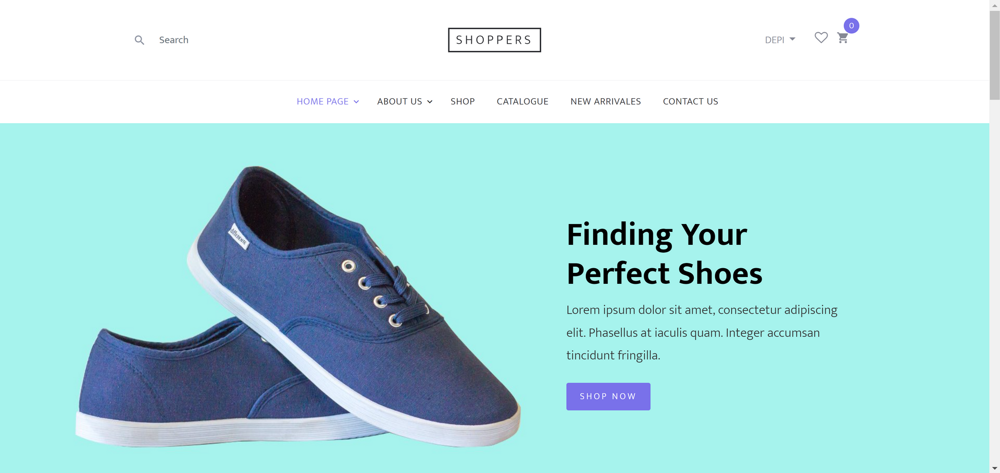 Search
SHOPPERS
DEPI
0
HOME PAGE
ABOUT US
SHOP
CATALOGUE
NEW ARRIVALES
CONTACT US
differente
Finding Your
Perfect Shoes
Lorem ipsum dolor sit amet, consectetur adipiscing
elit. Phasellus at iaculis quam. Integer accumsan
tincidunt fringilla.
SHOP NOW